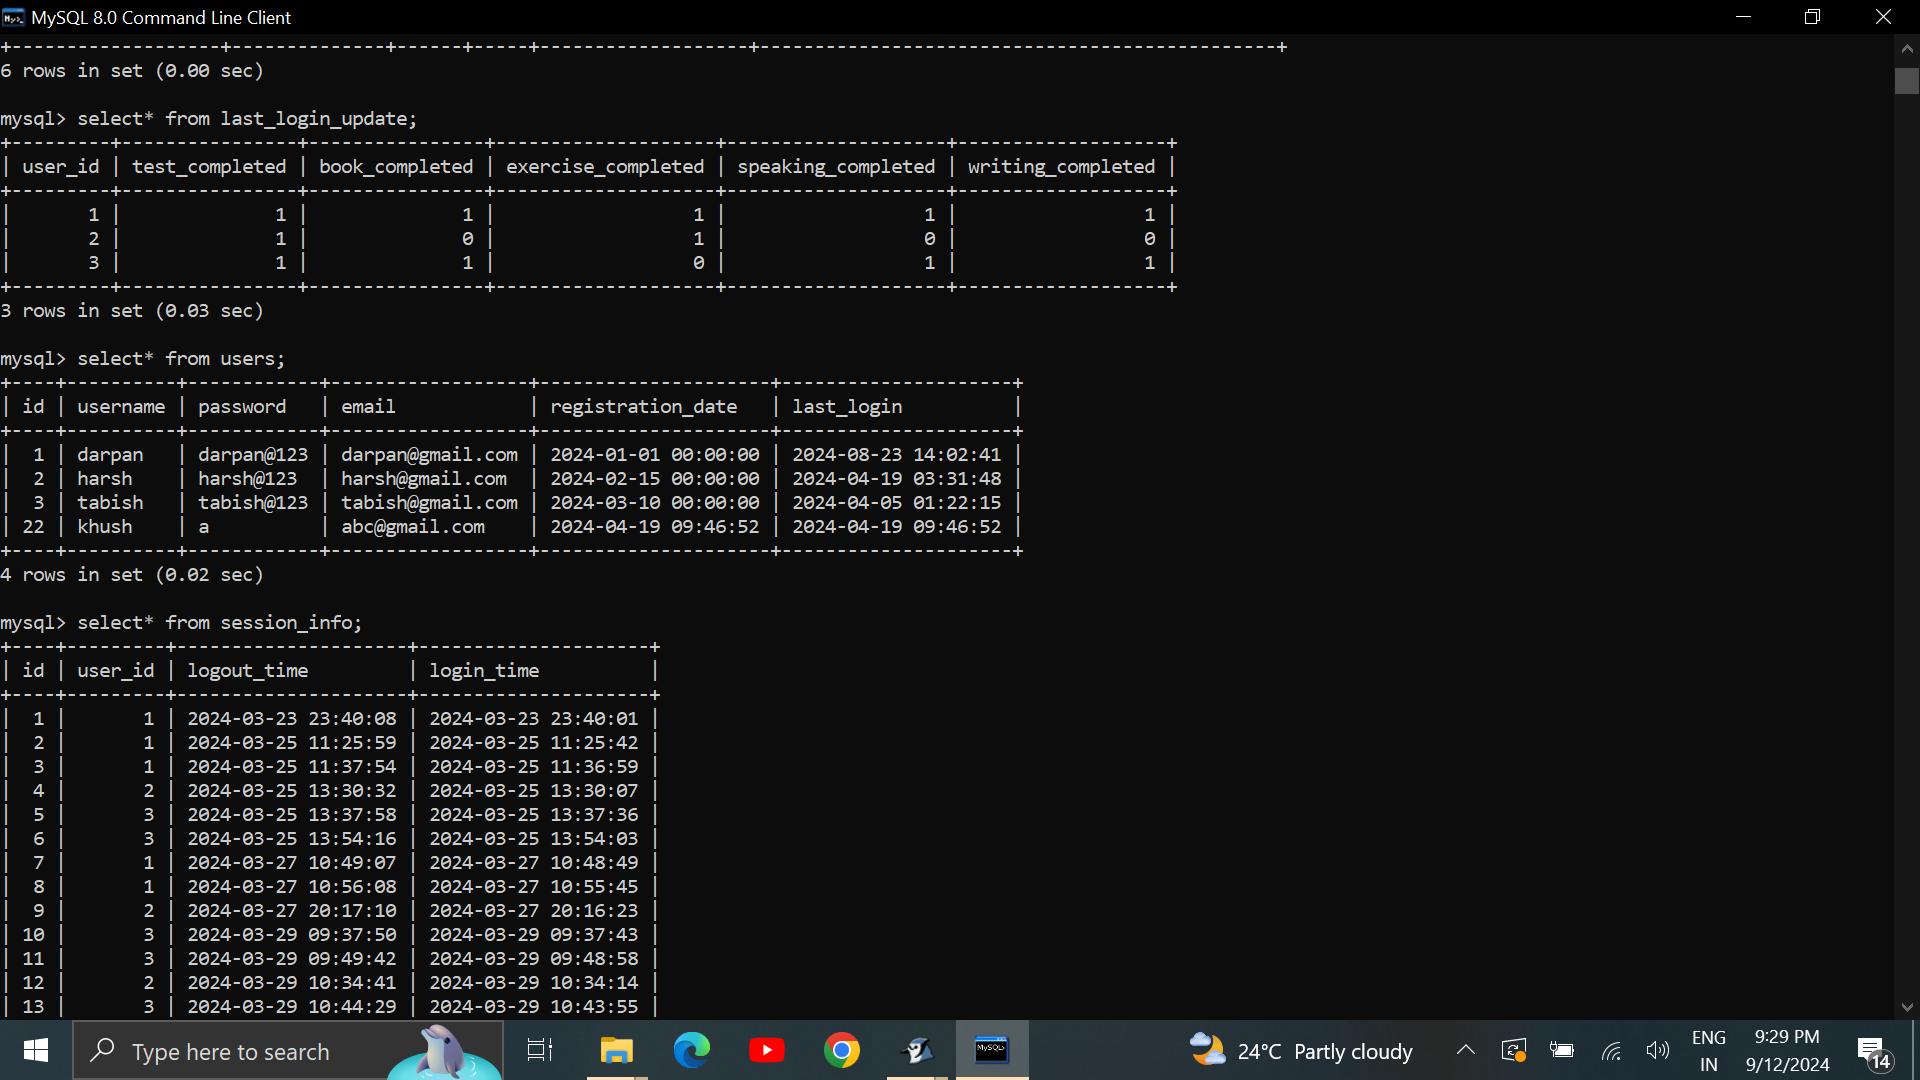 MySQL 8.0 Command Line Client
+-------------------+--------------+------+-----+-------------------+-----------------------------------------------+
6 rows in set (0.00 sec)
mysql> select* from last_login_update;
+---------+----------------+----------------+--------------------+--------------------+-------------------+
| user_id | test_completed | book_completed | exercise_completed | speaking_completed | writing_completed |
+---------+----------------+----------------+--------------------+--------------------+-------------------+
|       1 |              1 |              1 |                  1 |                  1 |                 1 |
|       2 |              1 |              0 |                  1 |                  0 |                 0 |
|       3 |              1 |              1 |                  0 |                  1 |                 1 |
+---------+----------------+----------------+--------------------+--------------------+-------------------+
3 rows in set (0.03 sec)
mysql> select* from users;
+----+----------+------------+------------------+---------------------+---------------------+
| id | username | password   | email            | registration_date   | last_login          |
+----+----------+------------+------------------+---------------------+---------------------+
|  1 | darpan   | darpan@123 | darpan@gmail.com | 2024-01-01 00:00:00 | 2024-08-23 14:02:41 |
|  2 | harsh    | harsh@123  | harsh@gmail.com  | 2024-02-15 00:00:00 | 2024-04-19 03:31:48 |
|  3 | tabish   | tabish@123 | tabish@gmail.com | 2024-03-10 00:00:00 | 2024-04-05 01:22:15 |
| 22 | khush    | a          | abc@gmail.com    | 2024-04-19 09:46:52 | 2024-04-19 09:46:52 |
+----+----------+------------+------------------+---------------------+---------------------+
4 rows in set (0.02 sec)
mysql> select* from session_info;
+----+---------+---------------------+---------------------+
| id | user_id | logout_time         | login_time          |
+----+---------+---------------------+---------------------+
|  1 |       1 | 2024-03-23 23:40:08 | 2024-03-23 23:40:01 |
|  2 |       1 | 2024-03-25 11:25:59 | 2024-03-25 11:25:42 |
|  3 |       1 | 2024-03-25 11:37:54 | 2024-03-25 11:36:59 |
|  4 |       2 | 2024-03-25 13:30:32 | 2024-03-25 13:30:07 |
|  5 |       3 | 2024-03-25 13:37:58 | 2024-03-25 13:37:36 |
|  6 |       3 | 2024-03-25 13:54:16 | 2024-03-25 13:54:03 |
|  7 |       1 | 2024-03-27 10:49:07 | 2024-03-27 10:48:49 |
|  8 |       1 | 2024-03-27 10:56:08 | 2024-03-27 10:55:45 |
|  9 |       2 | 2024-03-27 20:17:10 | 2024-03-27 20:16:23 |
| 10 |       3 | 2024-03-29 09:37:50 | 2024-03-29 09:37:43 |
| 11 |       3 | 2024-03-29 09:49:42 | 2024-03-29 09:48:58 |
| 12 |       2 | 2024-03-29 10:34:41 | 2024-03-29 10:34:14 |
| 13 |       3 | 2024-03-29 10:44:29 | 2024-03-29 10:43:55 |
Type here to search
MySQL>
24°C Partly cloudy
ENG
IN
9:29 PM
9/12/2024
14